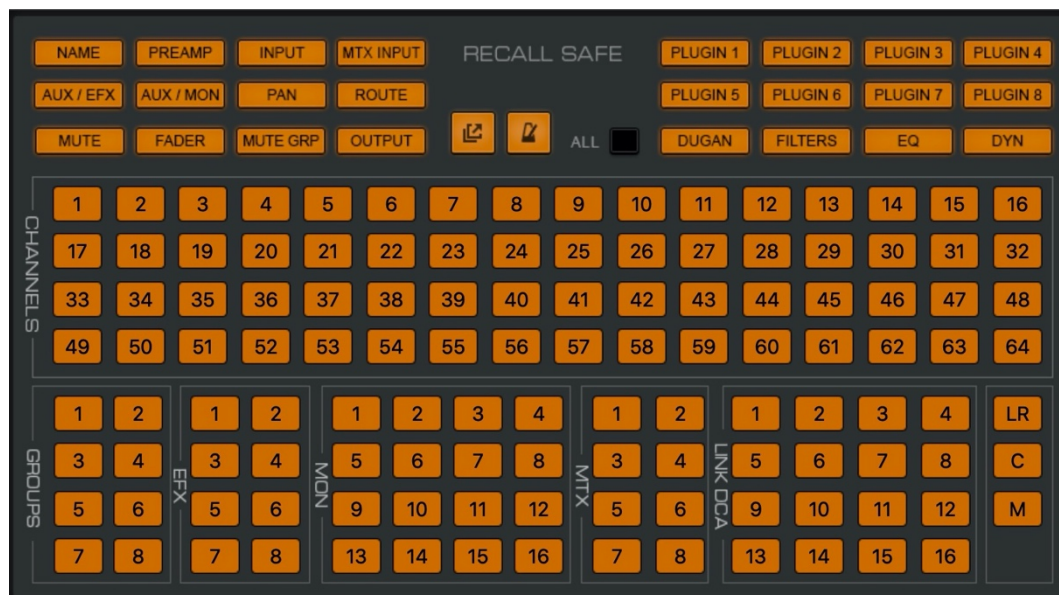 NAME PREAMP INPUT MTX INPUT RECALL SAFE PLUGIN 1 PLUGIN 2 PLUGIN 3 PLUGIN 4
AUX / EFX AUX / MON PAN ROUTE PLUGIN 5 PLUGIN 6 PLUGIN 7 PLUGIN 8
MUTE FADER MUTE GRP OUTPUT ALL DUGAN FILTERS EQ DYN
CHANNELS
1 2 3 4 5 6 7 8 9 10 11 12 13 14 15 16
17 18 19 20 21 22 23 24 25 26 27 28 29 30 31 32
33 34 35 36 37 38 39 40 41 42 43 44 45 46 47 48
49 50 51 52 53 54 55 56 57 58 59 60 61 62 63 64
GROUPS
1 2
3 4
5 6
7 8
EFX
1 2
3 4
5 6
7 8
MON
1 2 3 4
5 6 7 8
9 10 11 12
13 14 15 16
MTX
1 2
3 4
5 6
7 8
LINK DCA
1 2 3 4
5 6 7 8
9 10 11 12
13 14 15 16
LR
C
M